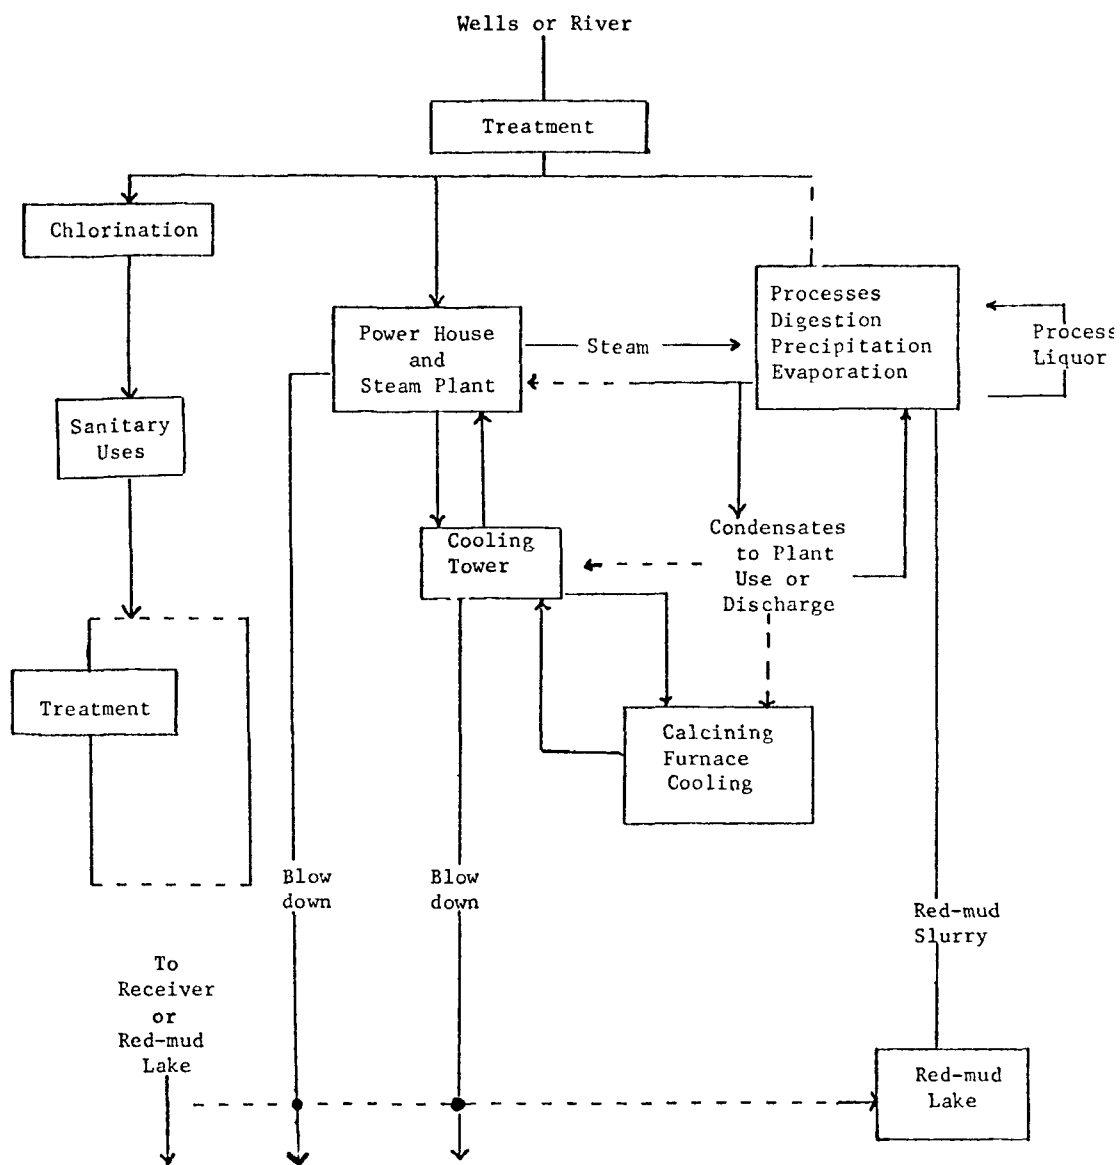 Wells or River
Treatment
Chlorination
Processes
Digestion
Precipitation
Evaporation
Process
Liquor
Power House
and
Steam Plant
Steam
Sanitary
Uses
Cooling
Tower
Condensates
to Plant
Use or
Discharge
Treatment
Calcining
Furnace
Cooling
Blow
down
Blow
down
Red-mud
Slurry
To
Receiver
or
Red-mud
Lake
Red-mud
Lake